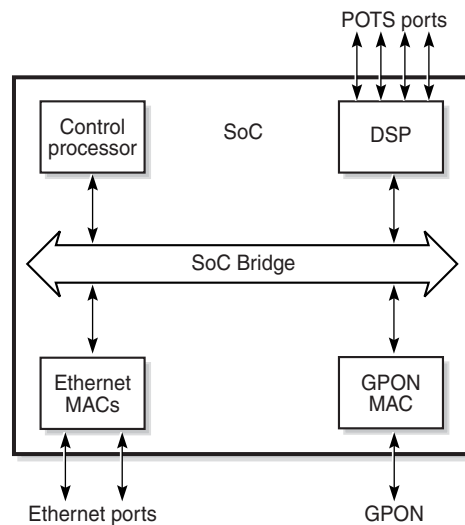 POTS ports
Control
processor
SoC
DSP
SoC Bridge
Ethernet
MACs
GPON
MAC
Ethernet ports
GPON